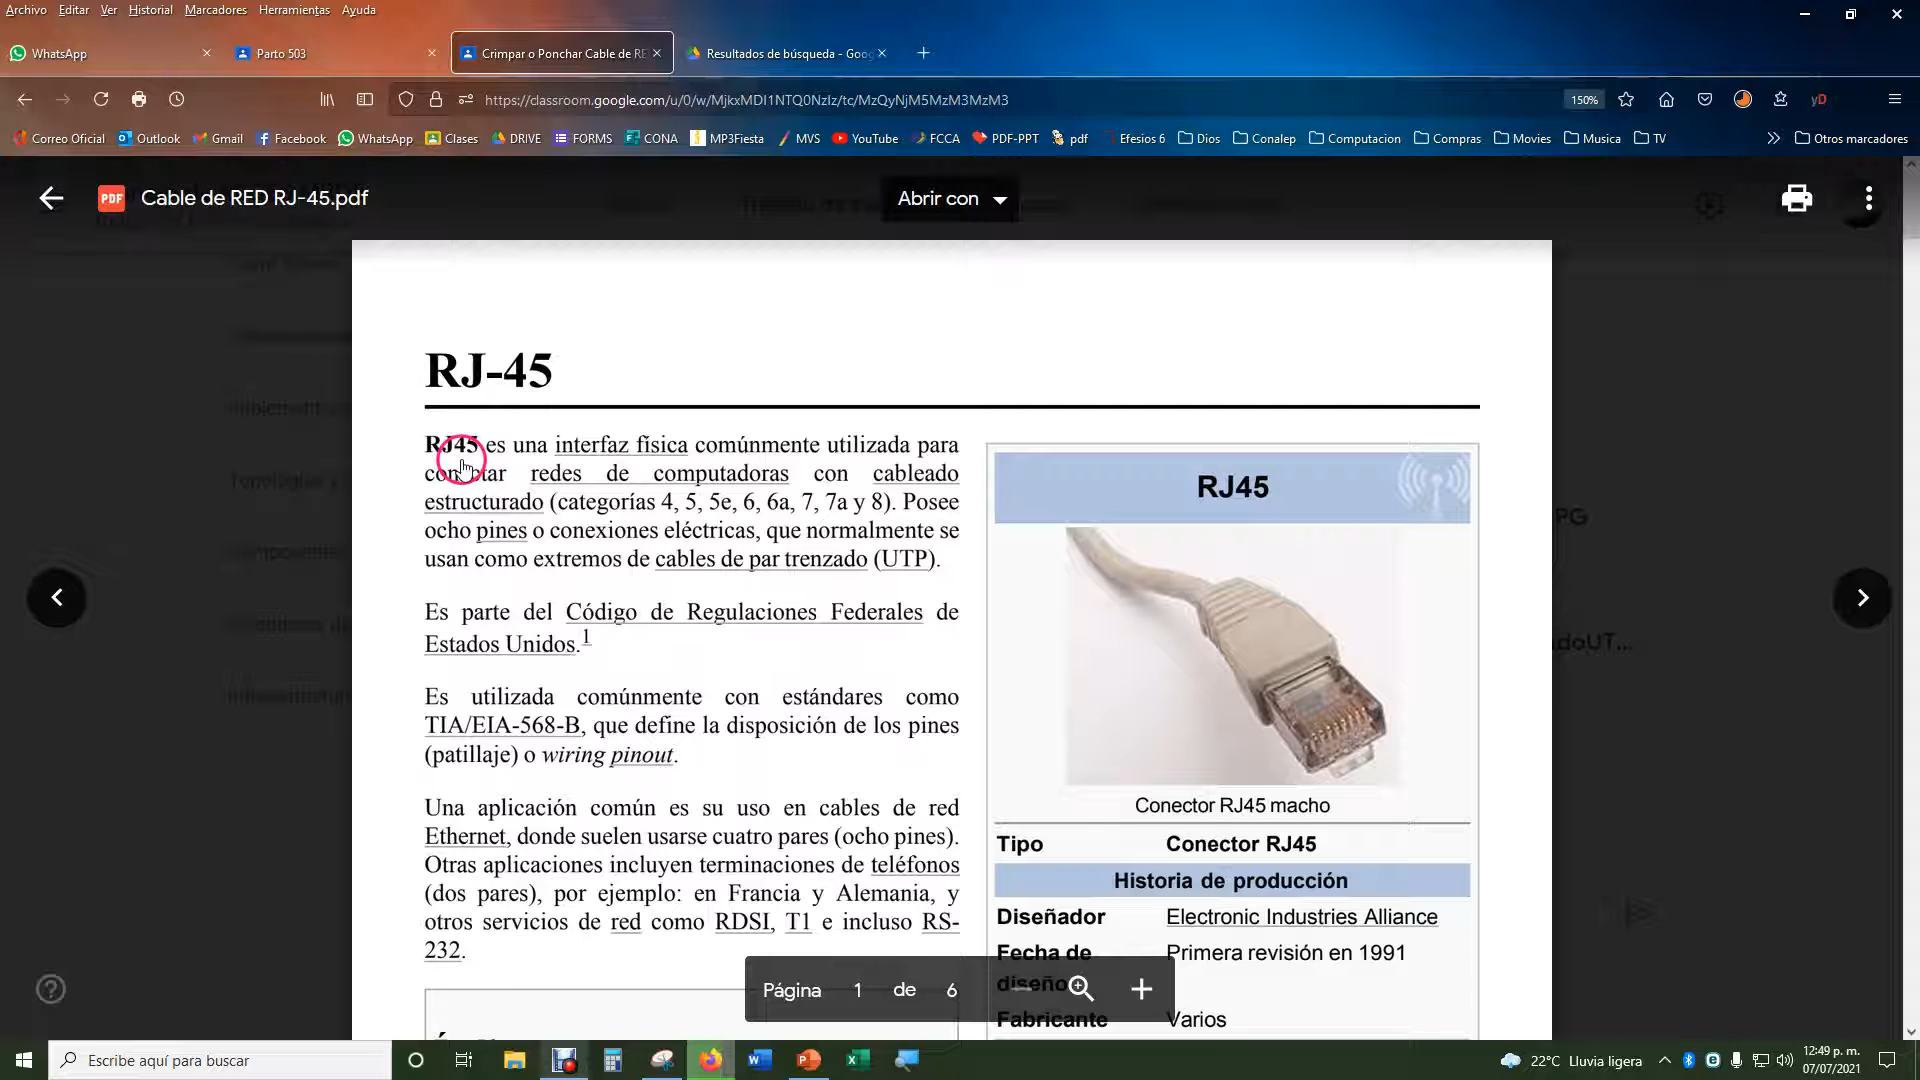 Archivo Editar Ver Historial Marcadores Herramientas Ayuda
WhatsApp
Parto 503
Crimpar o Ponchar Cable de RE
Resultados de búsqueda - Goog
https://classroom.google.com/u/0/w/MjkxMDI1NTQ0NzIz/tc/MzQyNjM5MzM3MzM3
150%
yD
Correo Oficial Outlook Gmail Facebook WhatsApp Clases DRIVE FORMS CONA MP3Fiesta MVS YouTube FCCA PDF-PPT pdf Efesios 6 Dios Conalep Computacion Compras Movies Musica TV Otros marcadores
PDF Cable de RED RJ-45.pdf
Abrir con
RJ-45
RJ45 es una interfaz física comúnmente utilizada para
conectar redes de computadoras con cableado
estructurado (categorías 4, 5, 5e, 6, 6a, 7, 7a y 8). Posee
ocho pines o conexiones eléctricas, que normalmente se
usan como extremos de cables de par trenzado (UTP).
Es parte del Código de Regulaciones Federales de
Estados Unidos.1
Es utilizada comúnmente con estándares como
TIA/EIA-568-B, que define la disposición de los pines
(patillaje) o wiring pinout.
Una aplicación común es su uso en cables de red
Ethernet, donde suelen usarse cuatro pares (ocho pines).
Otras aplicaciones incluyen terminaciones de teléfonos
(dos pares), por ejemplo: en Francia y Alemania, y
otros servicios de red como RDSI, T1 e incluso RS-
232.
RJ45
Conector RJ45 macho
Tipo Conector RJ45
Historia de producción
Diseñador Electronic Industries Alliance
Fecha de Primera revisión en 1991
diseño
Fabricante Varios
Página 1 de 6
Escribe aquí para buscar
22°C Lluvia ligera
12:49 p. m.
07/07/2021